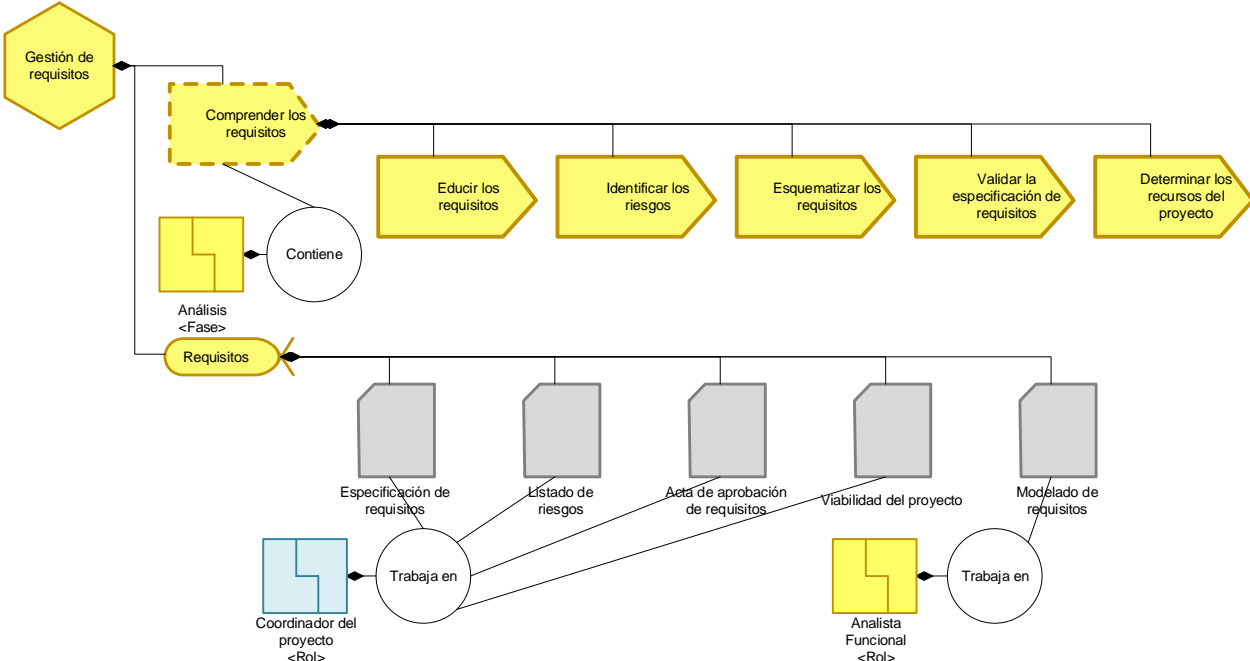 Gestión de
requisitos
Comprender los
requisitos
Educir los
requisitos
Identificar los
riesgos
Esquematizar los
requisitos
Validar la
especificación de
requisitos
Determinar los
recursos del
proyecto
Contiene
Análisis
<Fase>
Requisitos
Especificación de
requisitos
Listado de
riesgos
Acta de aprobación
de requisitos
Viabilidad del proyecto
Modelado de
requisitos
Trabaja en
Trabaja en
Coordinador del
proyecto
<Rol>
Analista
Funcional
<Rol>